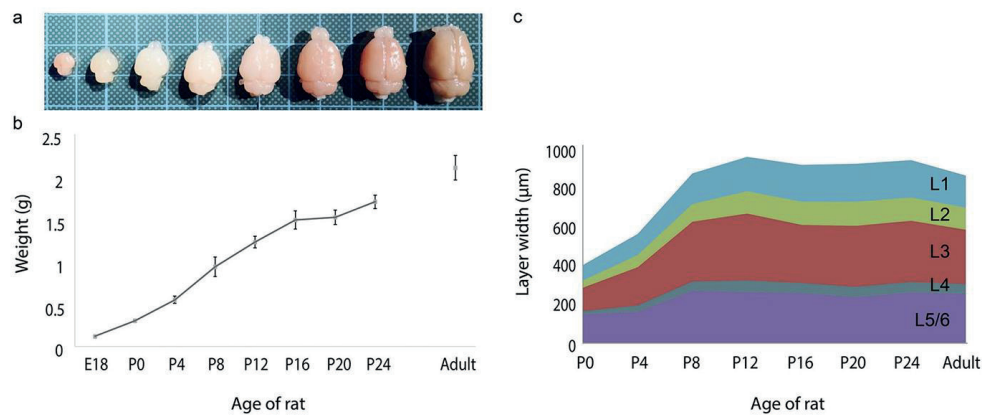 a
b
2.5
2
1.5
1
0.5
0
Weight (g)
E18 P0 P4 P8 P12 P16 P20 P24 Adult
Age of rat
c
1000
800
600
400
200
0
Layer width (μm)
L1
L2
L3
L4
L5/6
P0 P4 P8 P12 P16 P20 P24 Adult
Age of rat